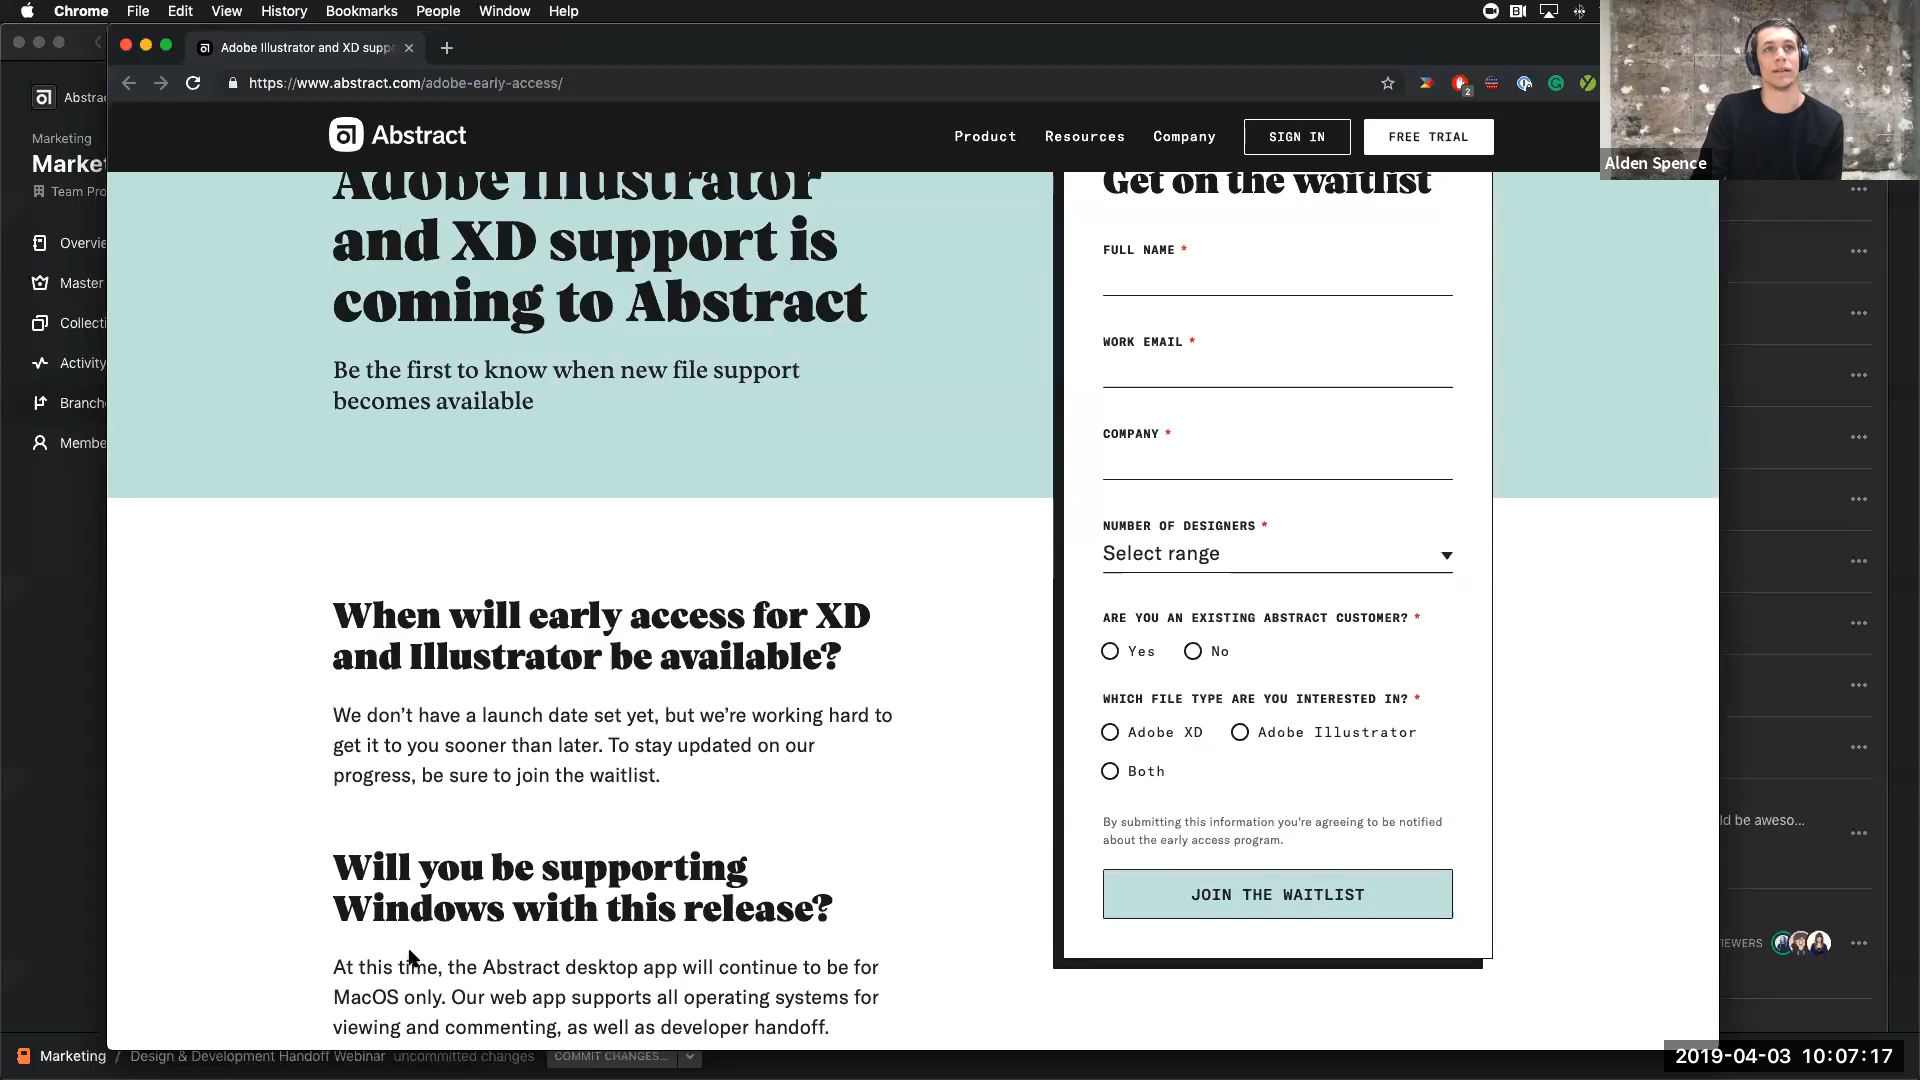 Chrome File Edit View History Bookmarks People Window Help
Adobe Illustrator and XD supp
https://www.abstract.com/adobe-early-access/
2
Abstract
Product Resources Company SIGN IN FREE TRIAL
Alden Spence
Abstrac
Marketing
Market
Team Pro
Overvie
Master
Collecti
Activity
Branche
Membe
Adobe Illustrator
and XD support is
coming to Abstract
Be the first to know when new file support
becomes available
When will early access for XD
and Illustrator be available?
We don’t have a launch date set yet, but we’re working hard to
get it to you sooner than later. To stay updated on our
progress, be sure to join the waitlist.
Will you be supporting
Windows with this release?
At this time, the Abstract desktop app will continue to be for
MacOS only. Our web app supports all operating systems for
viewing and commenting, as well as developer handoff.
Get on the waitlist
FULL NAME *
WORK EMAIL *
COMPANY *
NUMBER OF DESIGNERS *
Select range
ARE YOU AN EXISTING ABSTRACT CUSTOMER? *
Yes No
WHICH FILE TYPE ARE YOU INTERESTED IN? *
Adobe XD Adobe Illustrator
Both
By submitting this information you're agreeing to be notified
about the early access program.
JOIN THE WAITLIST
ld be aweso...
IEWERS
Marketing / Design & Development Handoff Webinar uncommitted changes COMMIT CHANGES...
2019-04-03 10:07:17